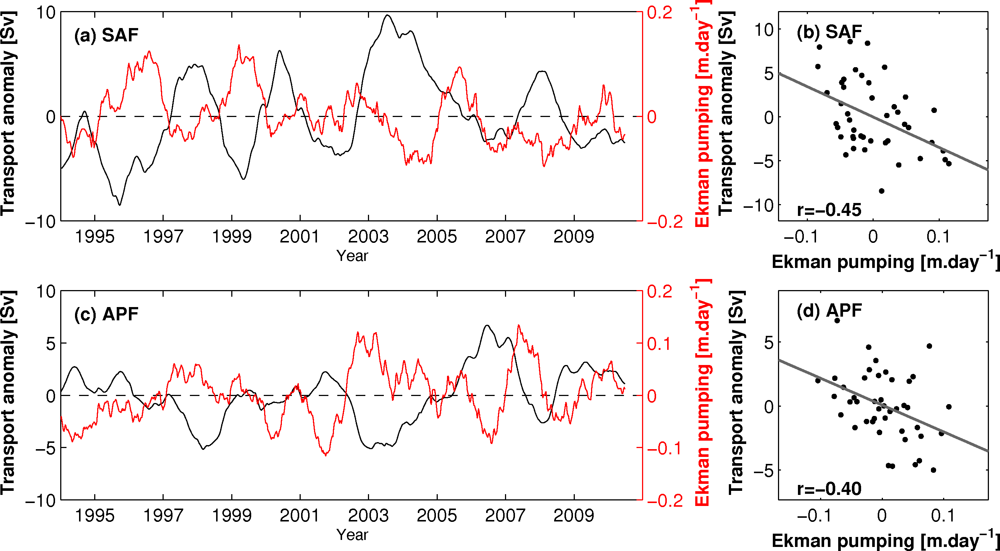 (a) SAF
Transport anomaly [Sv]
10
0
−10
0.2
0
−0.2
Ekman pumping [m.day−1]
1995 1997 1999 2001 2003 2005 2007 2009
Year
(b) SAF
Transport anomaly [Sv]
10
5
0
−5
−10
r=−0.45
−0.1 0 0.1
Ekman pumping [m.day−1]
(c) APF
Transport anomaly [Sv]
10
5
0
−5
−10
0.2
0.1
0
−0.1
−0.2
Ekman pumping [m.day−1]
1995 1997 1999 2001 2003 2005 2007 2009
Year
(d) APF
Transport anomaly [Sv]
5
0
−5
r=−0.40
−0.1 0 0.1
Ekman pumping [m.day−1]